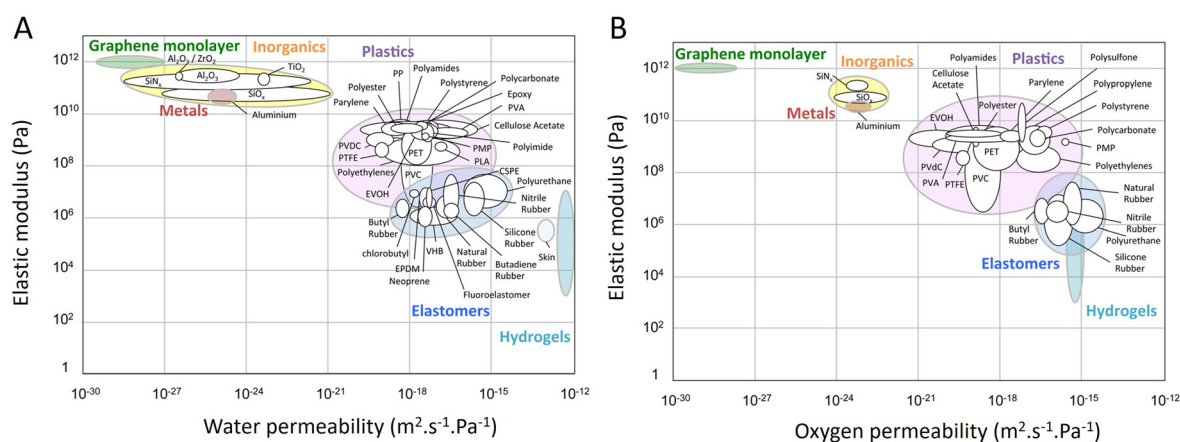 A
Elastic modulus (Pa)
10¹²
10¹⁰
10⁸
10⁶
10⁴
10²
1
Graphene monolayer
Inorganics
Plastics
Al₂O₃ / ZrO₂
TiO₂
Al₂O₃
SiNₓ
SiOₓ
Metals
Aluminium
PP
Polyamides
Polystyrene
Polycarbonate
Polyester
Epoxy
Parylene
PVA
Cellulose Acetate
Polyimide
PVDC
PTFE
PET
PMP
PLA
Polyethylenes
PVC
CSPE
EVOH
Polyurethane
Nitrile
Rubber
Butyl
Rubber
Silicone
Rubber
Skin
chlorobutyl
VHB
Natural
Rubber
EPDM
Butadiene
Rubber
Neoprene
Fluoroelastomer
Elastomers
Hydrogels
10⁻³⁰
10⁻²⁷
10⁻²⁴
10⁻²¹
10⁻¹⁸
10⁻¹⁵
10⁻¹²
Water permeability (m².s⁻¹.Pa⁻¹)
B
Elastic modulus (Pa)
10¹²
10¹⁰
10⁸
10⁶
10⁴
10²
1
Graphene monolayer
Inorganics
Plastics
SiNₓ
SiOₓ
Metals
Aluminium
Polyamides
Polysulfone
Cellulose
Acetate
Parylene
Polyester
Polypropylene
EVOH
Polystyrene
Polycarbonate
PET
PMP
PVdC
Polyethylenes
PVA
PTFE
PVC
Natural
Rubber
Butyl
Rubber
Nitrile
Rubber
Polyurethane
Elastomers
Silicone
Rubber
Hydrogels
10⁻³⁰
10⁻²⁷
10⁻²⁴
10⁻²¹
10⁻¹⁸
10⁻¹⁵
10⁻¹²
Oxygen permeability (m².s⁻¹.Pa⁻¹)